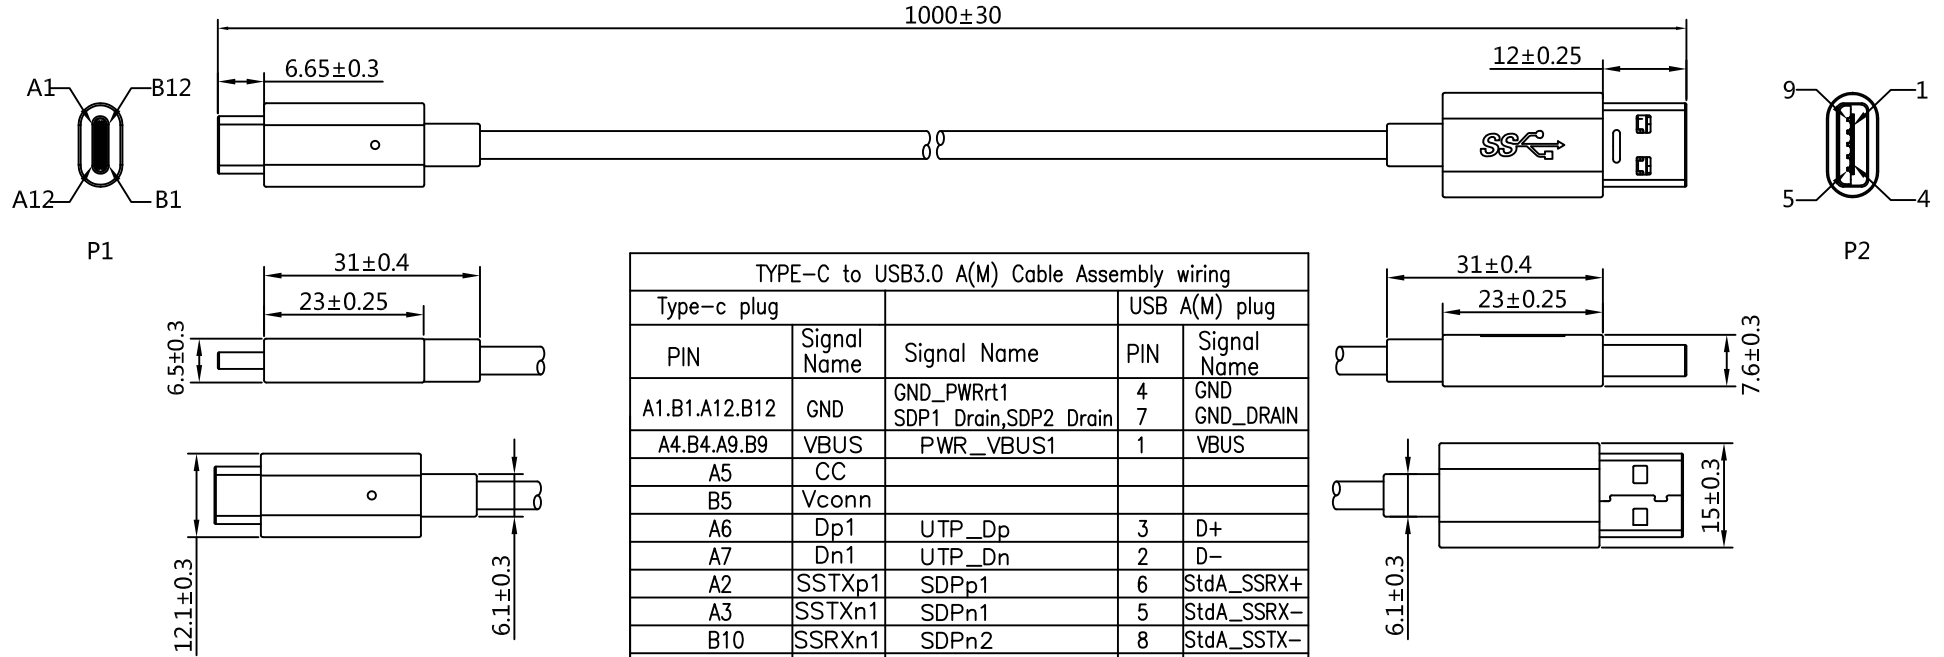 1000±30
6.65±0.3
12±0.25
A1
B12
A12
B1
P1
SS
9
1
5
4
P2
31±0.4
23±0.25
6.5±0.3
12.1±0.3
6.1±0.3
TYPE-C to USB3.0 A(M) Cable Assembly wiring
Type-c plug
USB A(M) plug
PIN
Signal Name
Signal Name
PIN
Signal Name
A1.B1.A12.B12 GND GND_PWRrt1 4 GND
SDP1 Drain,SDP2 Drain 7 GND_DRAIN
A4.B4.A9.B9 VBUS PWR_VBUS1 1 VBUS
A5 CC
B5 Vconn
A6 Dp1 UTP_Dp 3 D+
A7 Dn1 UTP_Dn 2 D-
A2 SSTXp1 SDPp1 6 StdA_SSRX+
A3 SSTXn1 SDPn1 5 StdA_SSRX-
B10 SSRXn1 SDPn2 8 StdA_SSTX-
31±0.4
23±0.25
7.6±0.3
15±0.3
6.1±0.3